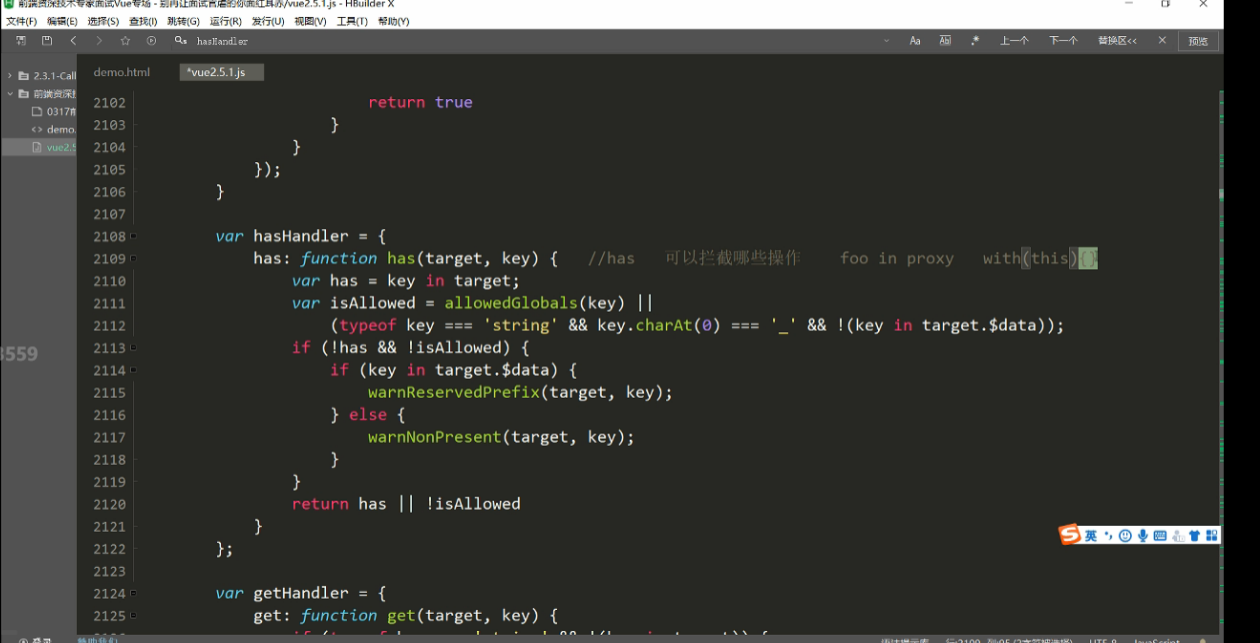 前端资深技术专家面试Vue专场 - 别再让面试官虐的你面红耳赤/vue2.5.1.js - HBuilder X
文件(F) 编辑(E) 选择(S) 查找(I) 跳转(G) 运行(R) 发行(U) 视图(V) 工具(T) 帮助(Y)
hasHandler Aa 上一个 下一个 替换区<< 预览
demo.html *vue2.5.1.js
2.3.1-Call
前端资深
0317前
demo.
vue2.5
3559
2102 return true
2103 }
2104 }
2105 });
2106 }
2107
2108 var hasHandler = {
2109 has: function has(target, key) { //has 可以拦截哪些操作 foo in proxy with(this){}
2110 var has = key in target;
2111 var isAllowed = allowedGlobals(key) ||
2112 (typeof key === 'string' && key.charAt(0) === '_' && !(key in target.$data));
2113 if (!has && !isAllowed) {
2114 if (key in target.$data) {
2115 warnReservedPrefix(target, key);
2116 } else {
2117 warnNonPresent(target, key);
2118 }
2119 }
2120 return has || !isAllowed
2121 }
2122 };
2123
2124 var getHandler = {
2125 get: function get(target, key) {
S 英